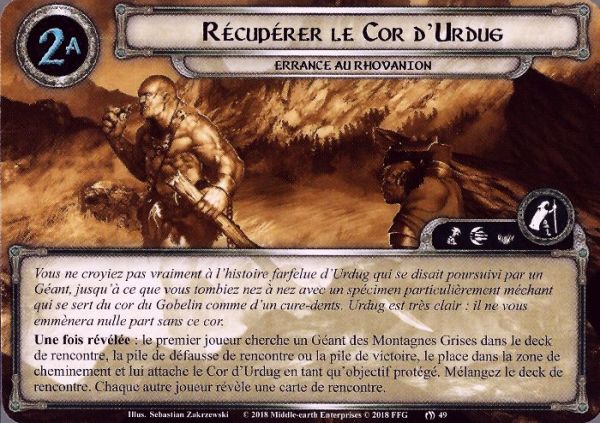 2A
RÉCUPÉRER LE COR D'URDUG
ERRANCE AU RHOVANION
Vous ne croyiez pas vraiment à l'histoire farfelue d'Urdug qui se disait poursuivi par un
Géant, jusqu'à ce que vous tombiez nez à nez avec un spécimen particulièrement méchant
qui se sert du cor du Gobelin comme d'un cure-dents. Urdug est très clair : il ne vous
emmènera nulle part sans ce cor.
Une fois révélée : le premier joueur cherche un Géant des Montagnes Grises dans le deck
de rencontre, la pile de défausse de rencontre ou la pile de victoire, le place dans la zone de
cheminement et lui attache le Cor d'Urdug en tant qu'objectif protégé. Mélangez le deck de
rencontre. Chaque autre joueur révèle une carte de rencontre.
Illus. Sebastian Zakrzewski © 2018 Middle-earth Enterprises © 2018 FFG 49